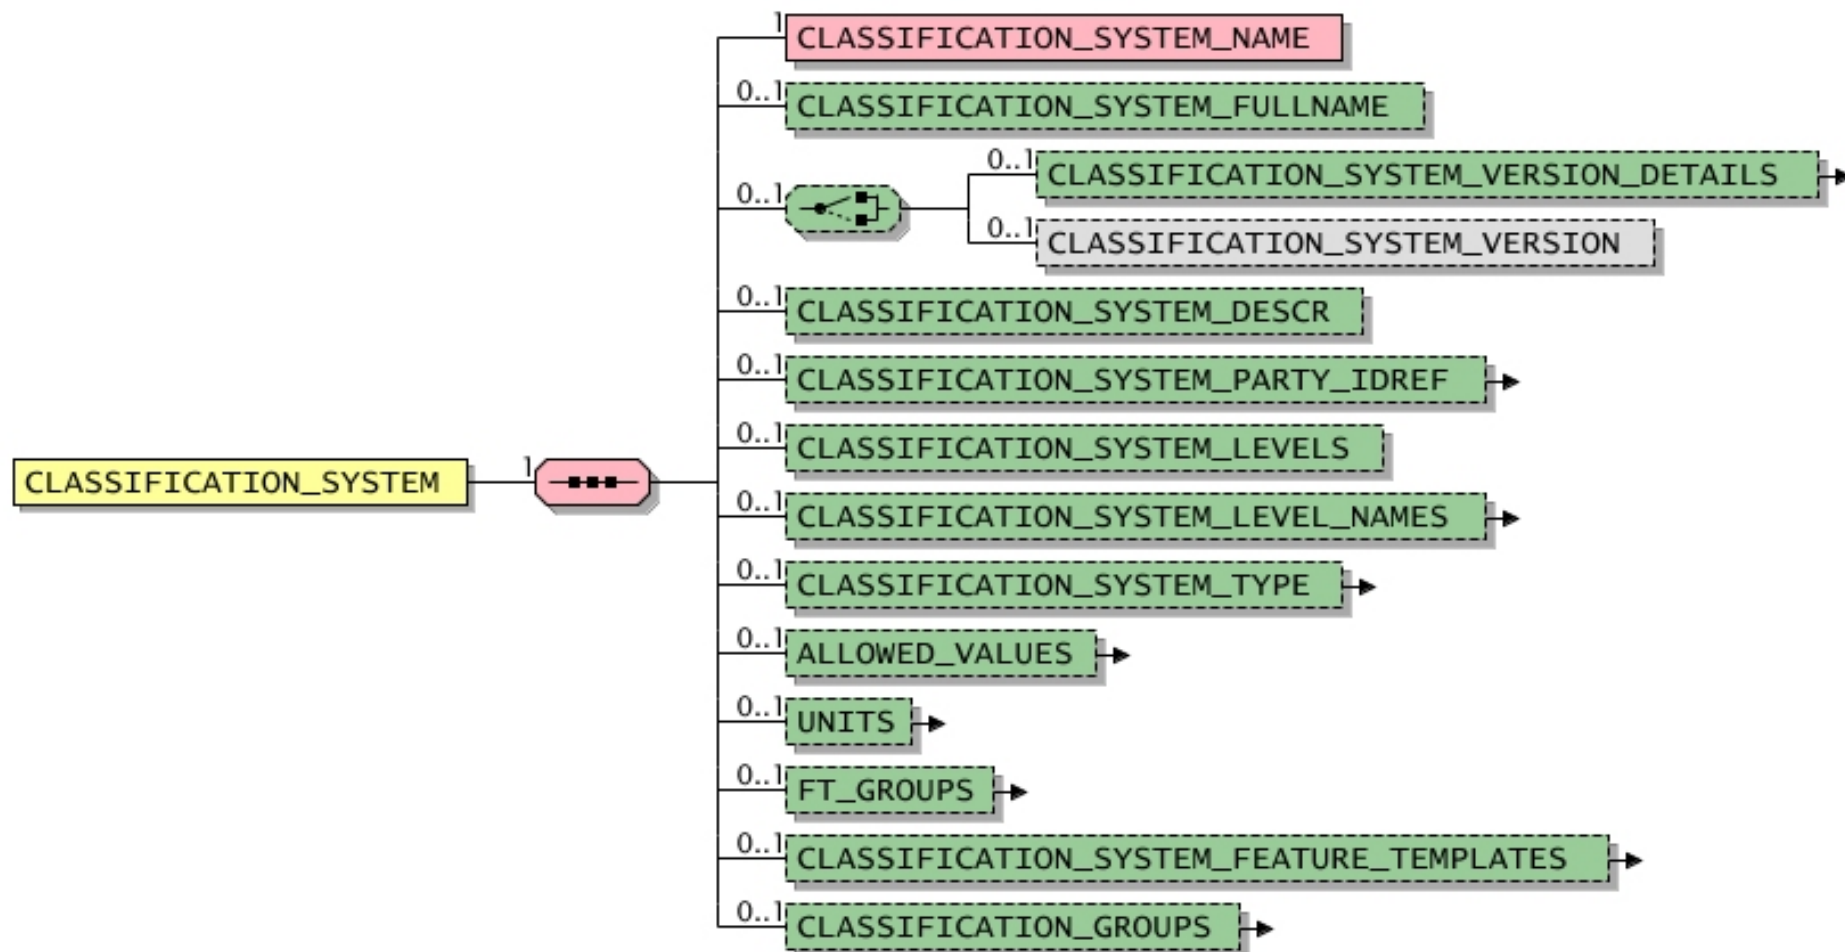 1
CLASSIFICATION_SYSTEM_NAME
0..1
CLASSIFICATION_SYSTEM_FULLNAME
0..1
0..1
CLASSIFICATION_SYSTEM_VERSION_DETAILS
0..1
CLASSIFICATION_SYSTEM_VERSION
0..1
CLASSIFICATION_SYSTEM_DESCR
0..1
CLASSIFICATION_SYSTEM_PARTY_IDREF
0..1
CLASSIFICATION_SYSTEM_LEVELS
CLASSIFICATION_SYSTEM
1
0..1
CLASSIFICATION_SYSTEM_LEVEL_NAMES
0..1
CLASSIFICATION_SYSTEM_TYPE
0..1
ALLOWED_VALUES
0..1
UNITS
0..1
FT_GROUPS
0..1
CLASSIFICATION_SYSTEM_FEATURE_TEMPLATES
0..1
CLASSIFICATION_GROUPS